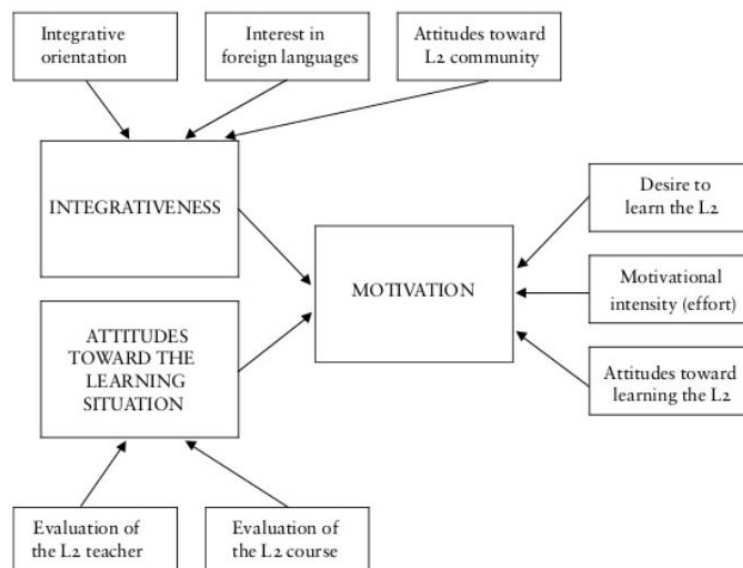 Integrative
orientation
Interest in
foreign languages
Attitudes toward
L2 community
INTEGRATIVENESS
Desire to
learn the L2
MOTIVATION
Motivational
intensity (effort)
ATTITUDES
TOWARD THE
LEARNING
SITUATION
Attitudes toward
learning the L2
Evaluation of
the L2 teacher
Evaluation of
the L2 course